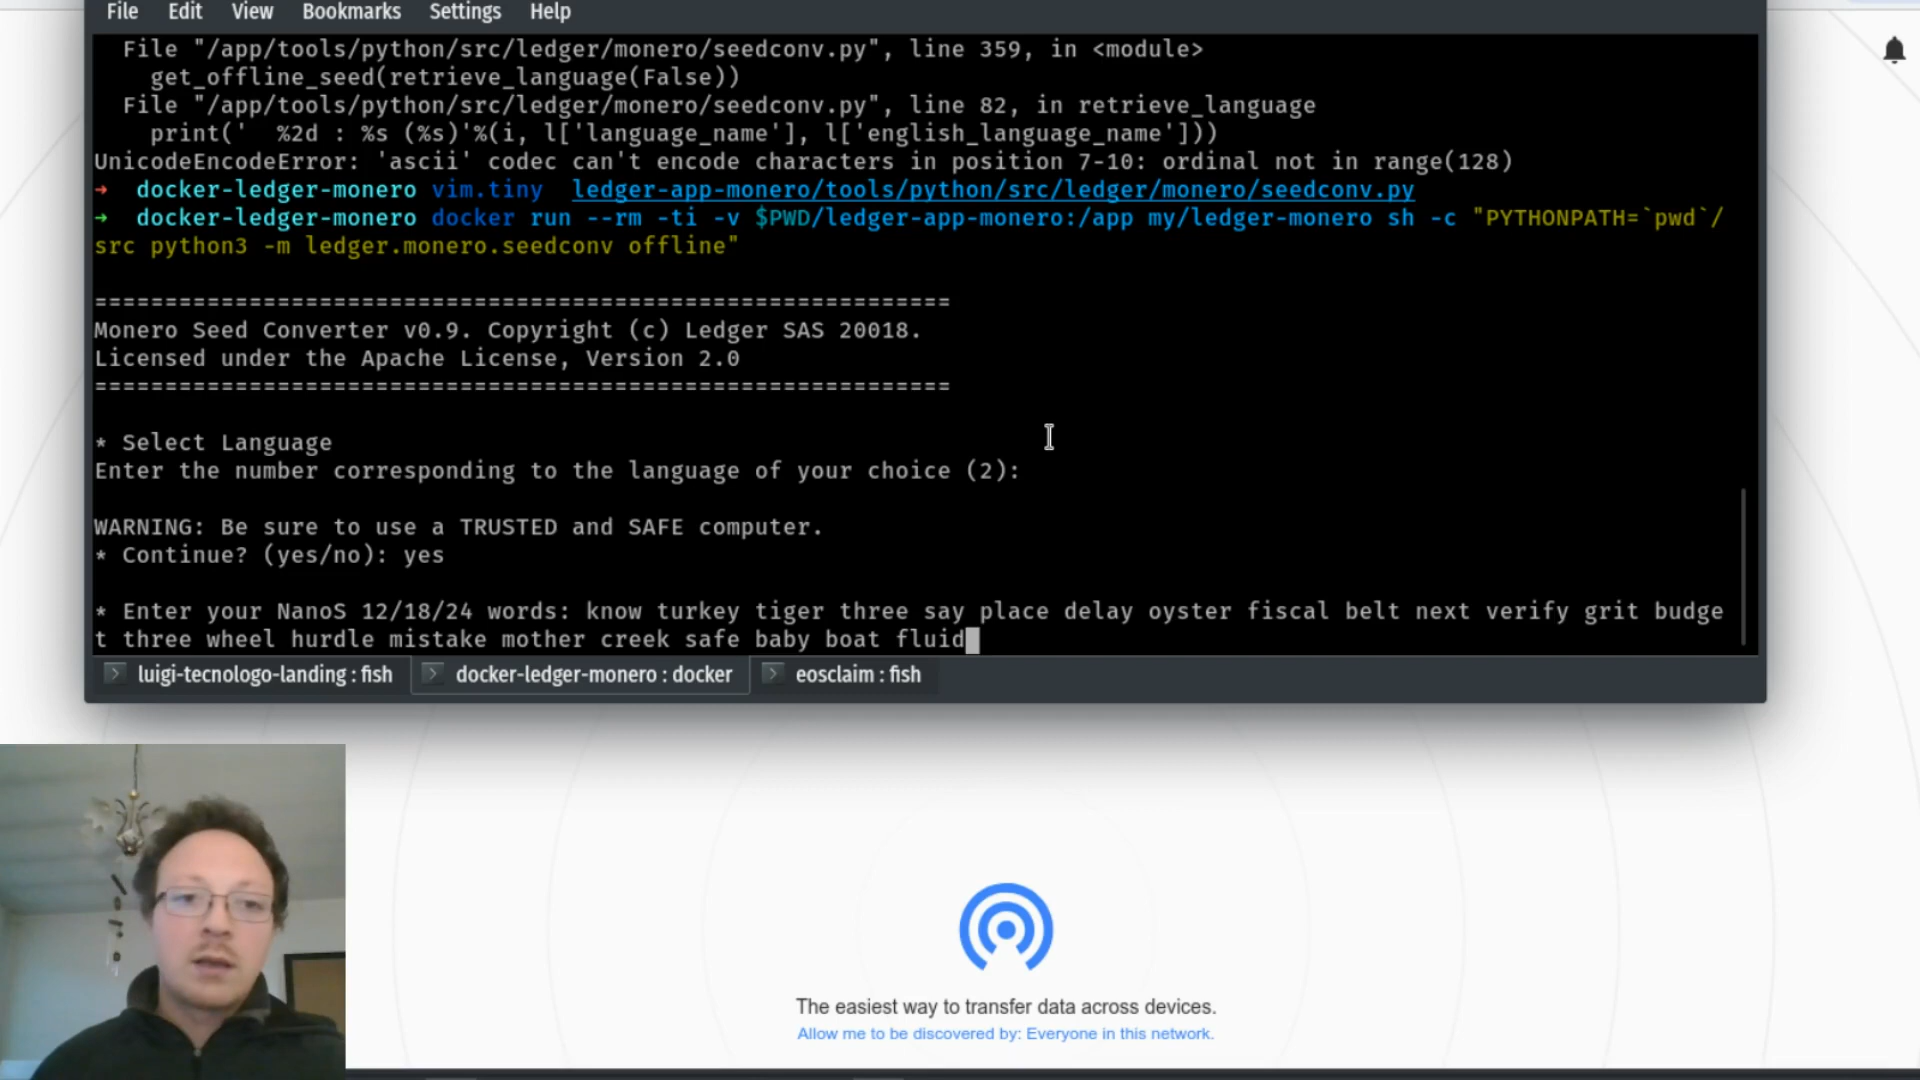 File Edit View Bookmarks Settings Help
File "/app/tools/python/src/ledger/monero/seedconv.py", line 359, in <module>
get_offline_seed(retrieve_language(False))
File "/app/tools/python/src/ledger/monero/seedconv.py", line 82, in retrieve_language
print('  %2d : %s (%s)'%(i, l['language_name'], l['english_language_name']))
UnicodeEncodeError: 'ascii' codec can't encode characters in position 7-10: ordinal not in range(128)
→ docker-ledger-monero vim.tiny ledger-app-monero/tools/python/src/ledger/monero/seedconv.py
→ docker-ledger-monero docker run --rm -ti -v $PWD/ledger-app-monero:/app my/ledger-monero sh -c "PYTHONPATH=`pwd`/
src python3 -m ledger.monero.seedconv offline"
=============================================================
Monero Seed Converter v0.9. Copyright (c) Ledger SAS 20018.
Licensed under the Apache License, Version 2.0
=============================================================
* Select Language
Enter the number corresponding to the language of your choice (2):
WARNING: Be sure to use a TRUSTED and SAFE computer.
* Continue? (yes/no): yes
* Enter your NanoS 12/18/24 words: know turkey tiger three say place delay oyster fiscal belt next verify grit budge
t three wheel hurdle mistake mother creek safe baby boat fluid
luigi-tecnologo-landing : fish docker-ledger-monero : docker eosclaim : fish
The easiest way to transfer data across devices.
Allow me to be discovered by: Everyone in this network.